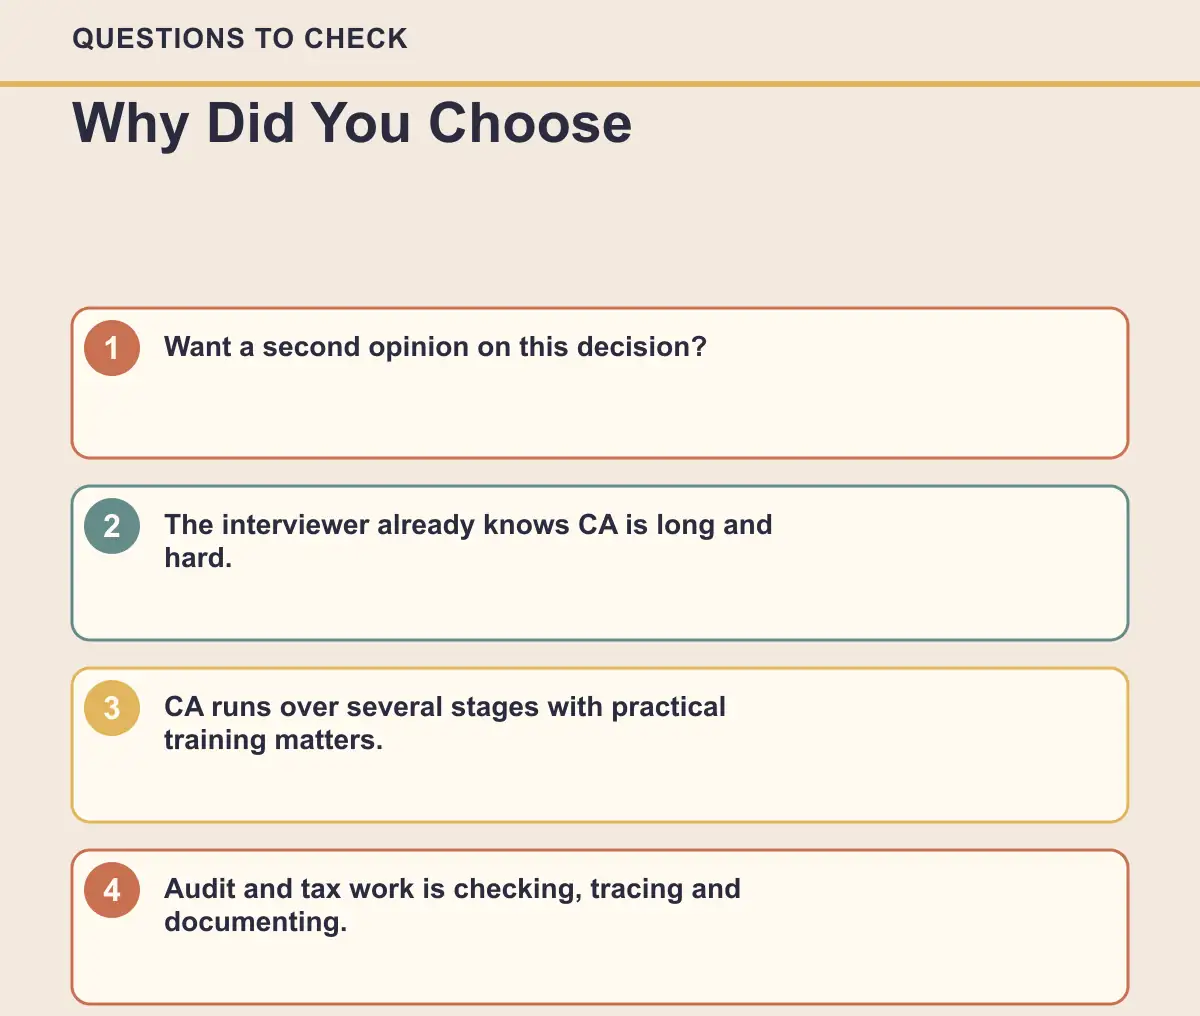 QUESTIONS TO CHECK
Why Did You Choose
1
Want a second opinion on this decision?
2
The interviewer already knows CA is long and
hard.
3
CA runs over several stages with practical
training matters.
4
Audit and tax work is checking, tracing and
documenting.